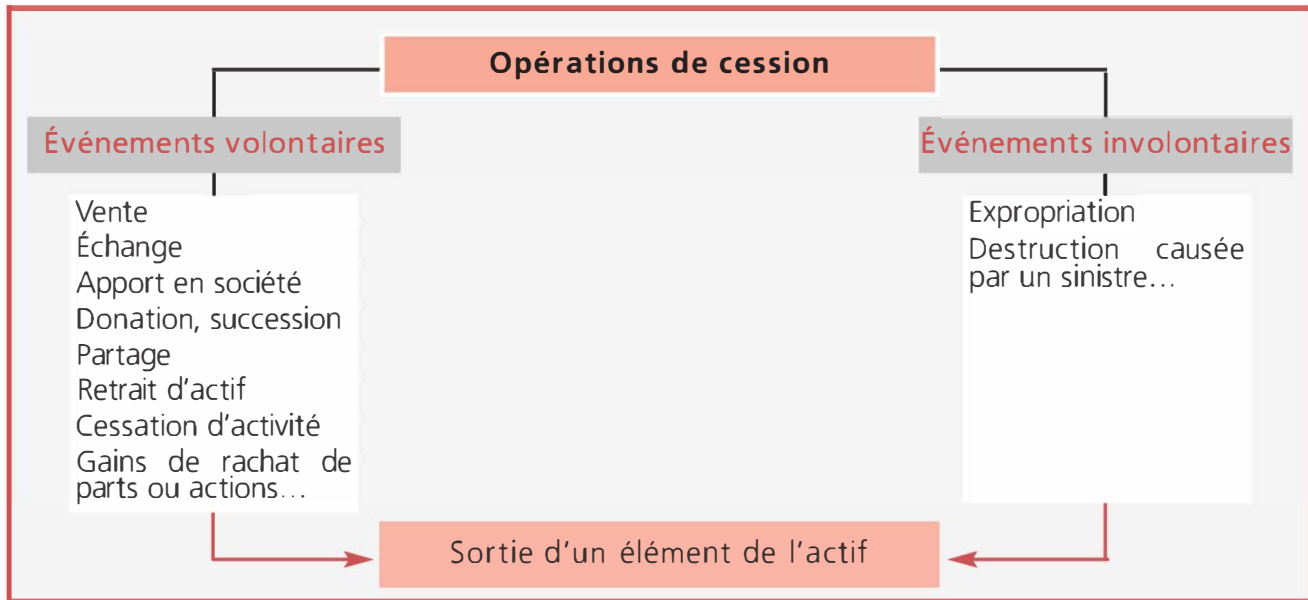 Opérations de cession
Événements volontaires
Vente
Échange
Apport en société
Donation, succession
Partage
Retrait d'actif
Cessation d'activité
Gains de rachat de
parts ou actions...
Événements involontaires
Expropriation
Destruction causée
par un sinistre...
Sortie d'un élément de l'actif